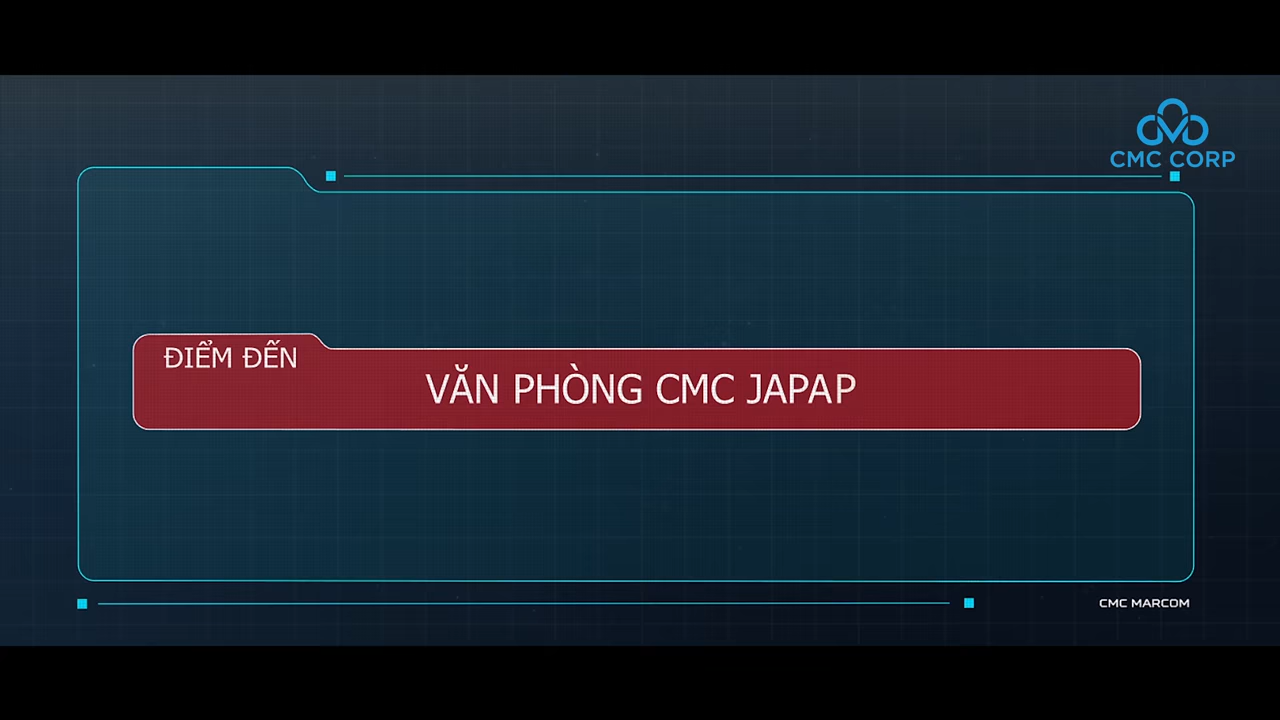 CMC CORP
ĐIỂM ĐẾN
VĂN PHÒNG CMC JAPAP
CMC MARCOM